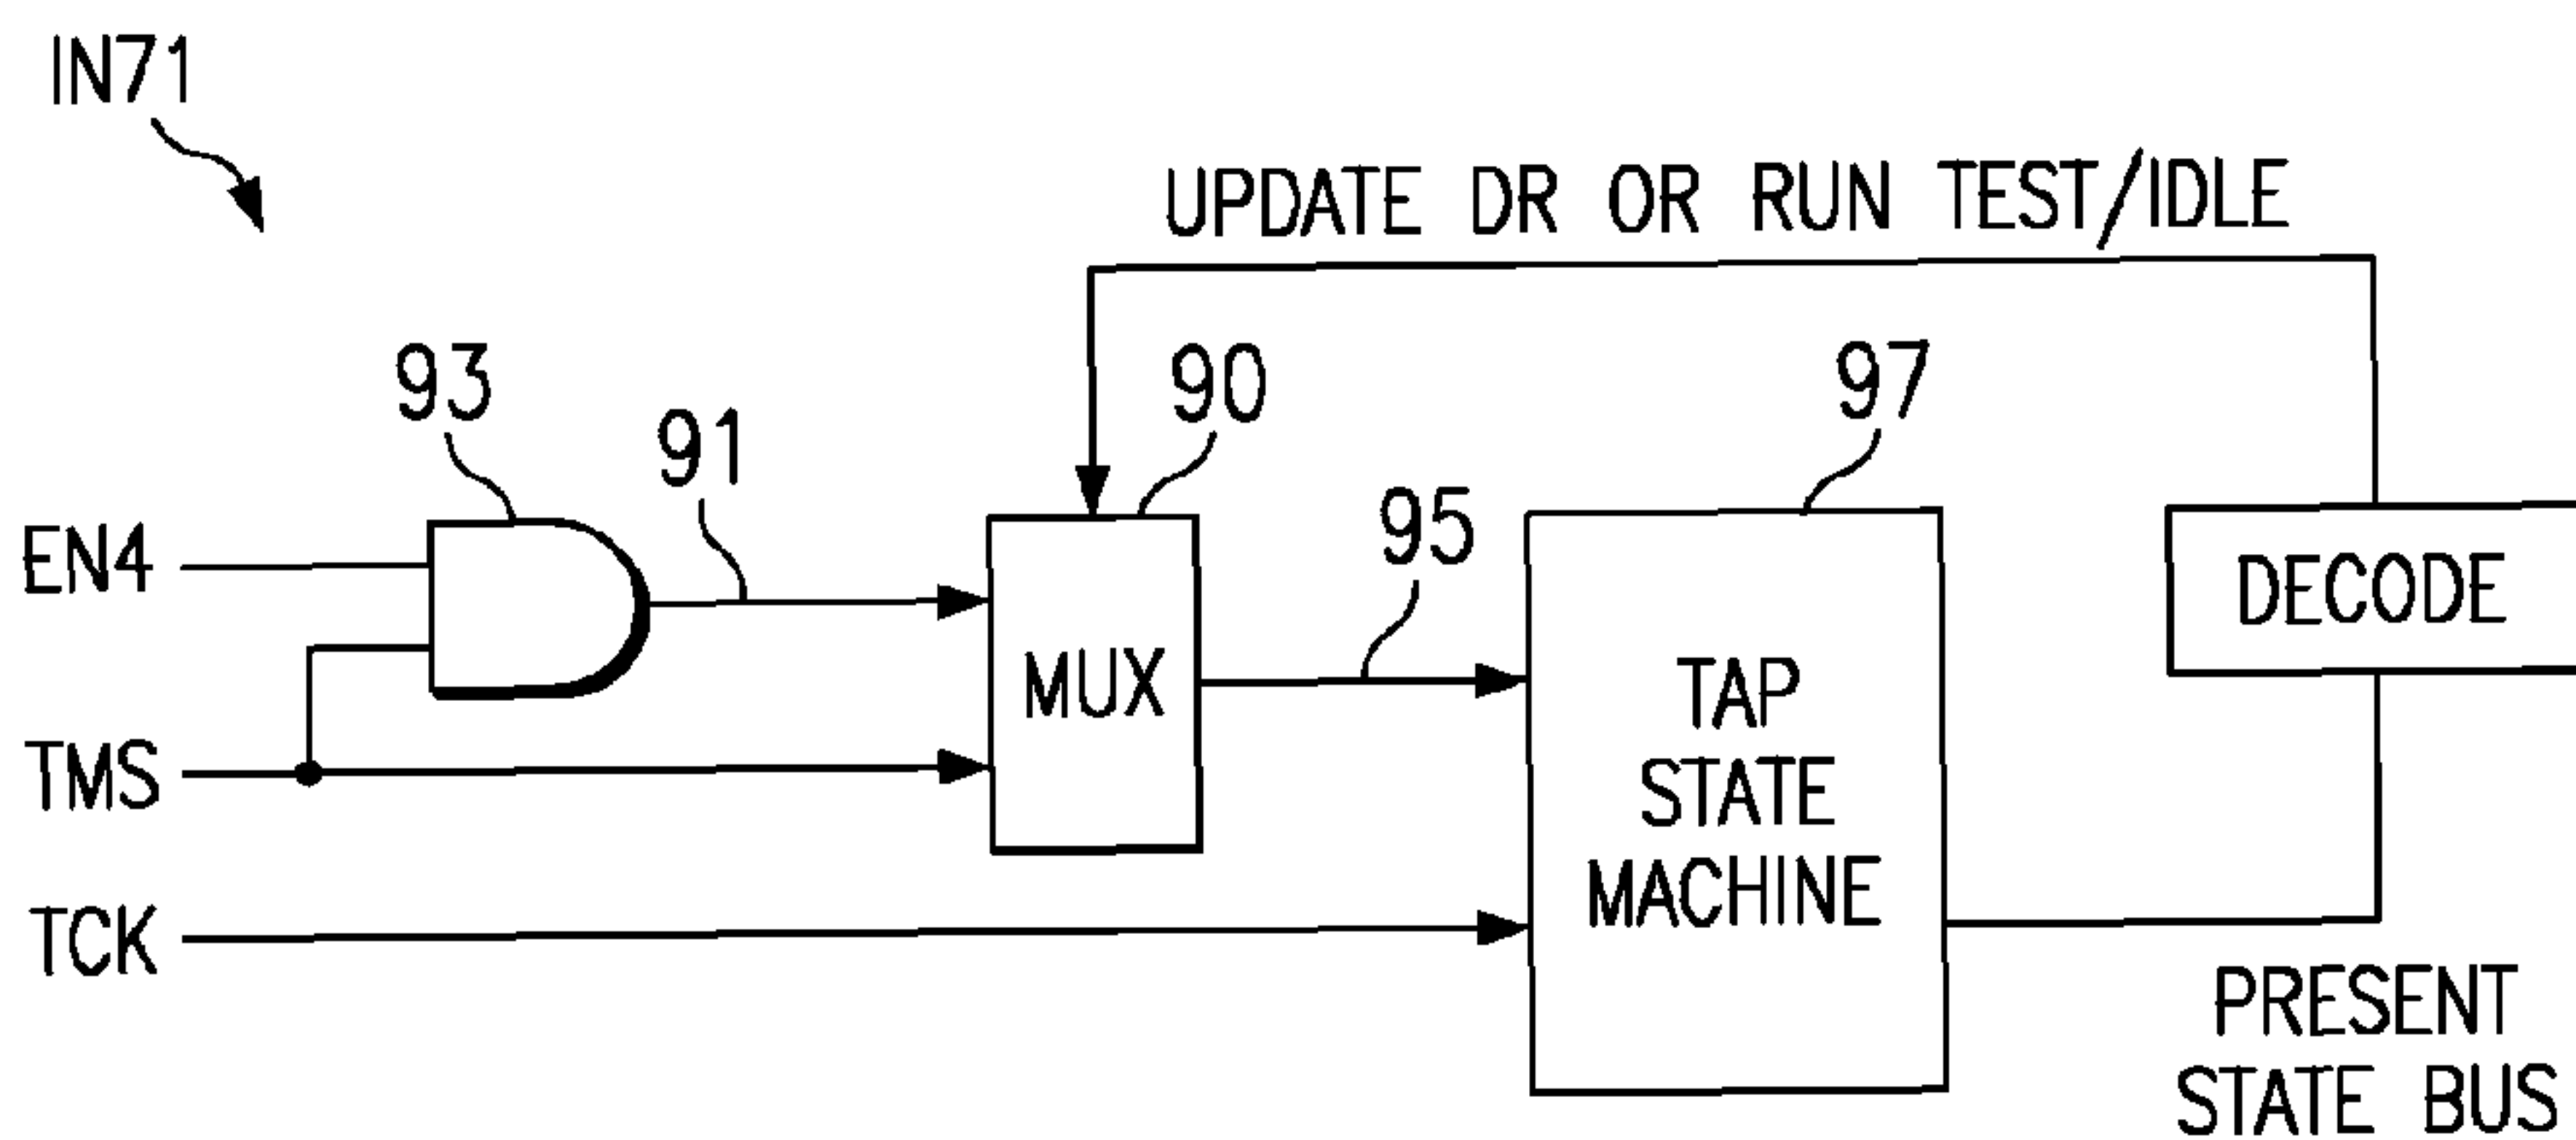 IN71
UPDATE DR OR RUN TEST/IDLE
93
91
90
95
97
EN4
TMS
TCK
MUX
TAP
STATE
MACHINE
DECODE
PRESENT
STATE BUS